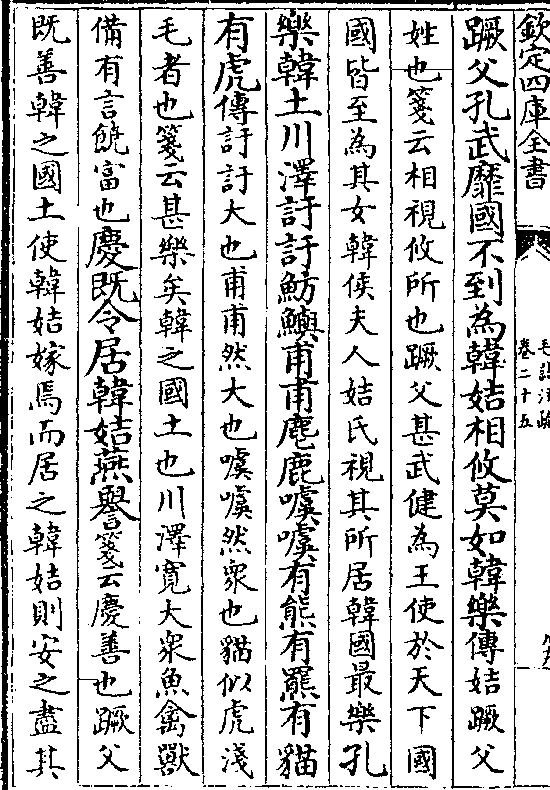 欽定四庫全書
毛詩注疏
卷二十五
蹶父孔武靡國不到為韓姞相攸莫如韓樂傳姞蹶父
姓也箋云相視攸所也蹶父甚武健為王使於天下國
國皆至為其女韓侯夫人姞氏視其所居韓國最樂孔
樂韓土川澤訏訏魴鱮甫甫麀鹿噳噳有熊有羆有貓
有虎傳訏訏大也甫甫然大也噳噳然衆也貓似虎淺
毛者也箋云甚樂矣韓之國土也川澤寛大衆魚禽獸
備有言饒富也慶既令居韓姞燕譽箋云慶善也蹶父
既善韓之國土使韓姞嫁焉而居之韓姞則安之盡其